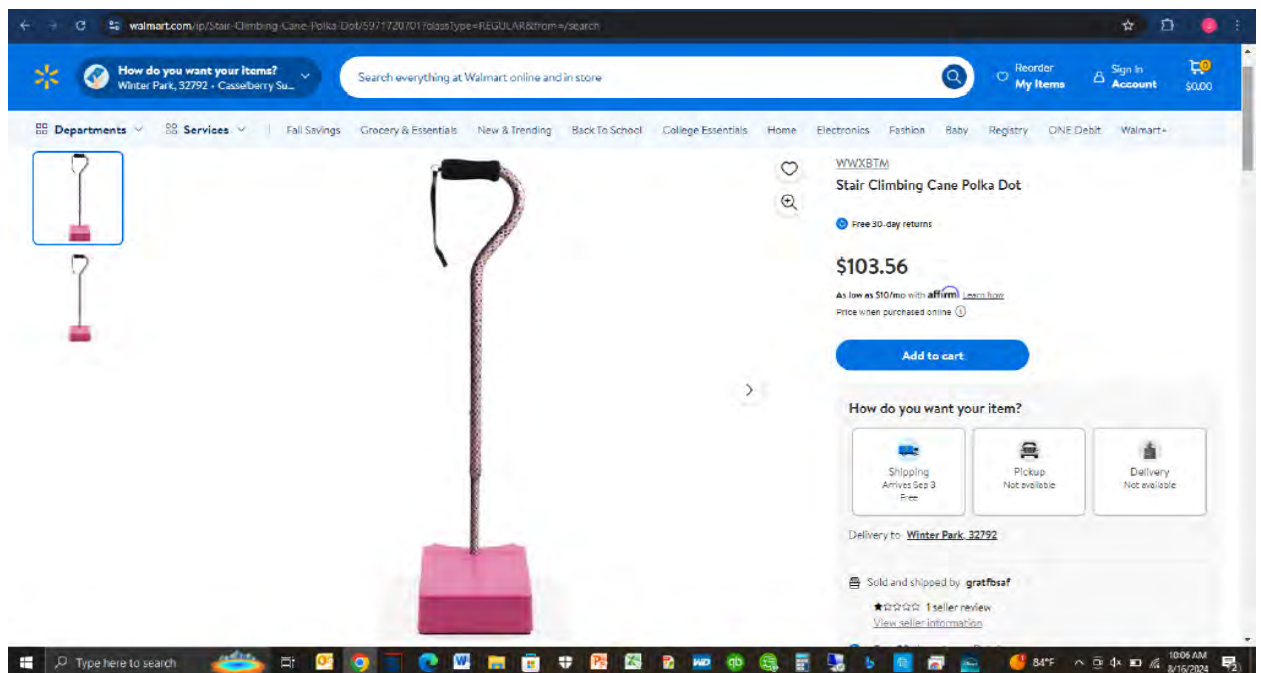 walmart.com/ip/Stair-Climbing-Cane-Polka-Dot/5971720701?classType=REGULAR&from=/search
How do you want your items?
Winter Park, 32792 • Casselberry Su...
Search everything at Walmart online and in store
Reorder
My Items
Sign In
Account
0
$0.00
Departments
Services
Fall Savings
Grocery & Essentials
New & Trending
Back To School
College Essentials
Home
Electronics
Fashion
Baby
Registry
ONE Debit
Walmart+
WWXBTM
Stair Climbing Cane Polka Dot
Free 30-day returns
$103.56
As low as $10/mo with affirm Learn how
Price when purchased online
Add to cart
How do you want your item?
Shipping
Arrives Sep 3
Free
Pickup
Not available
Delivery
Not available
Delivery to Winter Park, 32792
Sold and shipped by gratfbsaf
1 seller review
View seller information
Type here to search
84°F
10:06 AM
8/16/2024